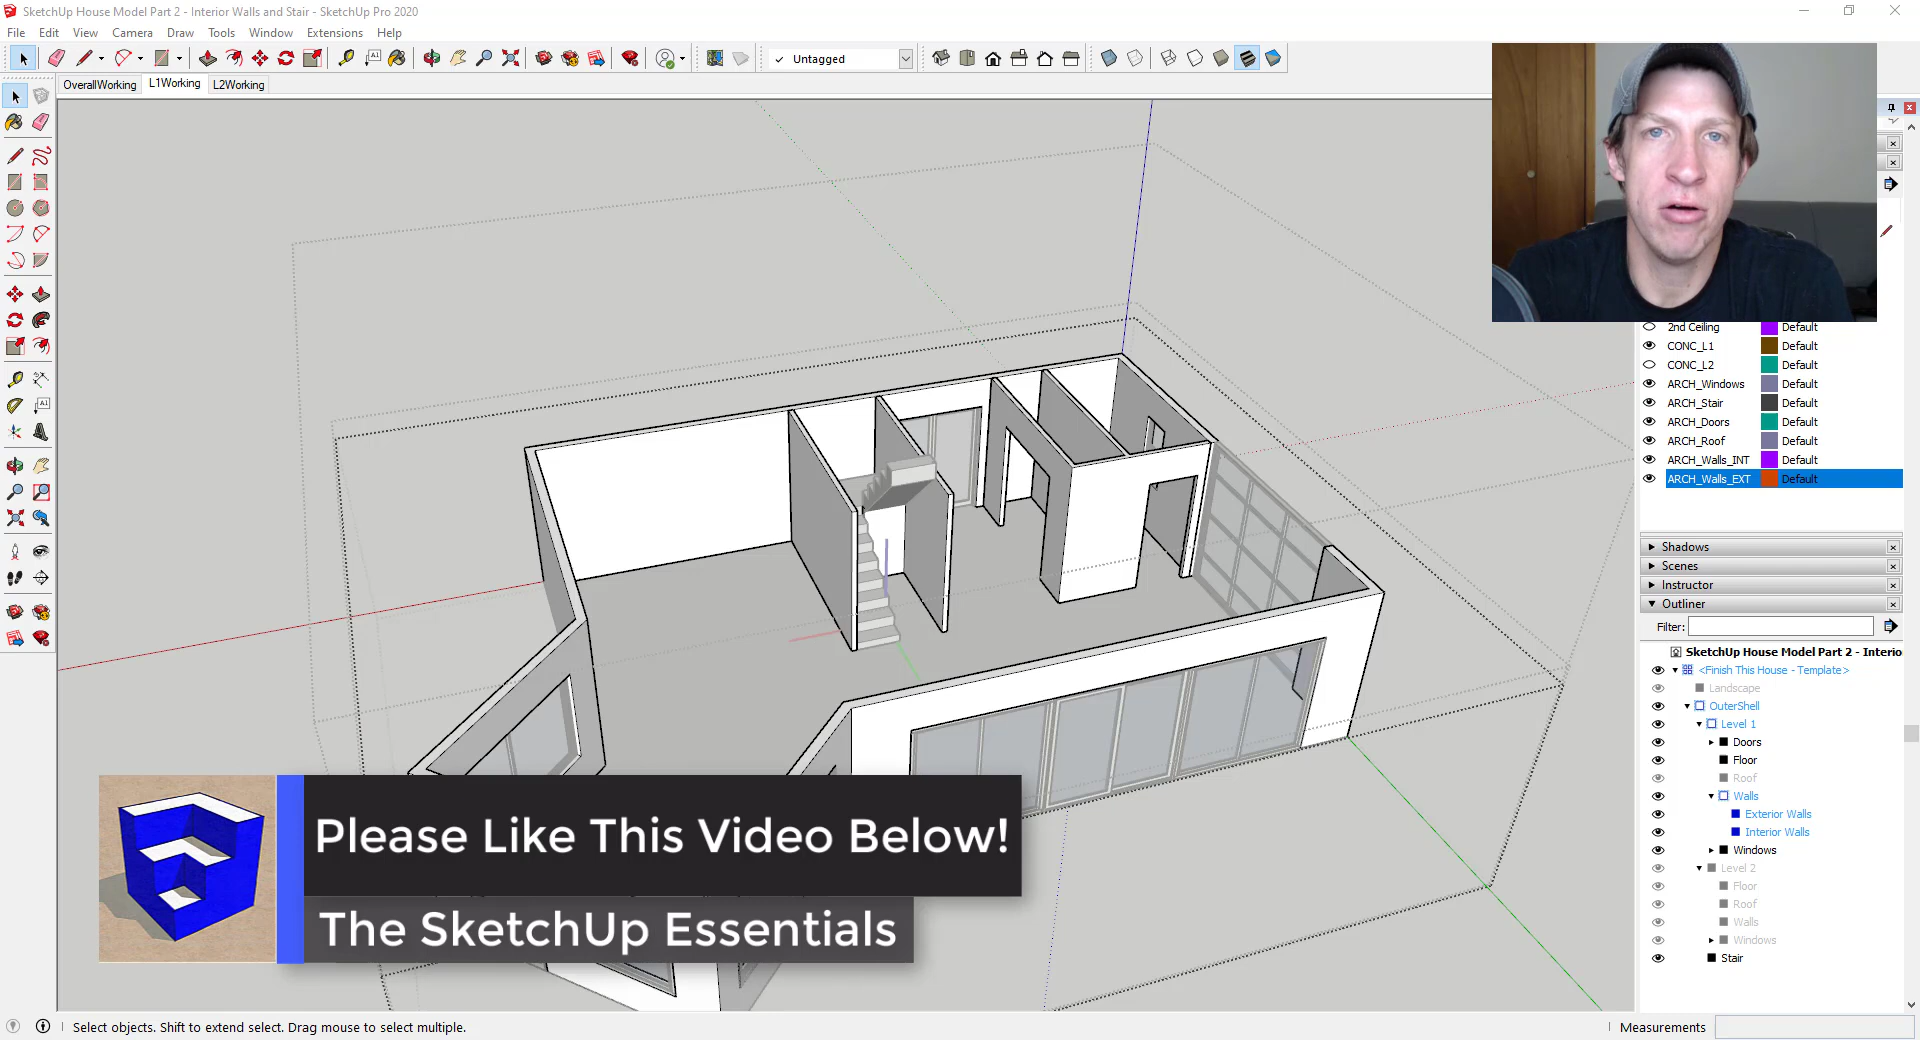 SketchUp House Model Part 2 - Interior Walls and Stair - SketchUp Pro 2020
File Edit View Camera Draw Tools Window Extensions Help
Untagged
OverallWorking L1Working L2Working
2nd Ceiling Default
CONC_L1 Default
CONC_L2 Default
ARCH_Windows Default
ARCH_Stair Default
ARCH_Doors Default
ARCH_Roof Default
ARCH_Walls_INT Default
ARCH_Walls_EXT Default
Shadows
Scenes
Instructor
Outliner
Filter:
SketchUp House Model Part 2 - Interio
<Finish This House - Template>
Landscape
OuterShell
Level 1
Doors
Floor
Roof
Walls
Exterior Walls
Interior Walls
Windows
Level 2
Floor
Roof
Walls
Windows
Stair
Please Like This Video Below!
The SketchUp Essentials
Select objects. Shift to extend select. Drag mouse to select multiple.
Measurements